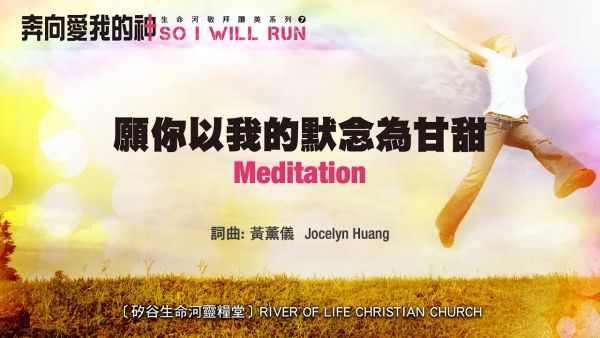 生命河敬拜讚美系列7
奔向愛我的神
SO I WILL RUN
願你以我的默念為甘甜
Meditation
詞曲: 黃薰儀 Jocelyn Huang
〔矽谷生命河靈糧堂〕RIVER OF LIFE CHRISTIAN CHURCH